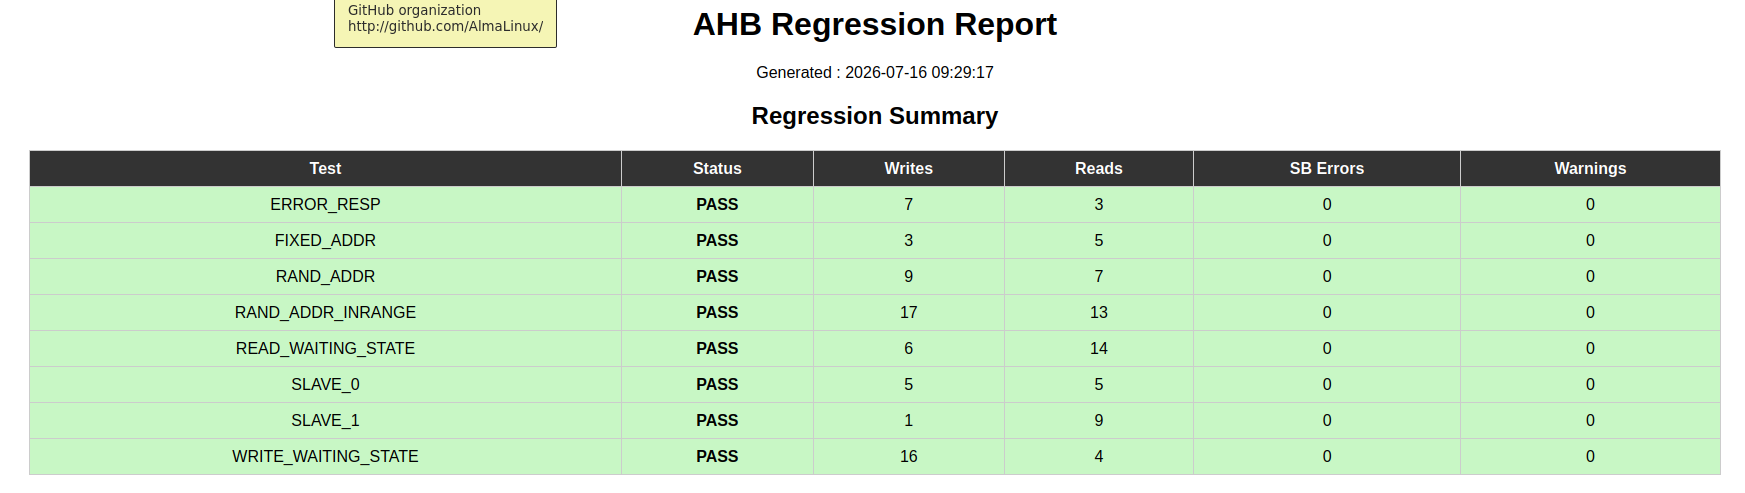 GitHub organization
http://github.com/AlmaLinux/
AHB Regression Report
Generated : 2026-07-16 09:29:17
Regression Summary
Test Status Writes Reads SB Errors Warnings
ERROR_RESP PASS 7 3 0 0
FIXED_ADDR PASS 3 5 0 0
RAND_ADDR PASS 9 7 0 0
RAND_ADDR_INRANGE PASS 17 13 0 0
READ_WAITING_STATE PASS 6 14 0 0
SLAVE_0 PASS 5 5 0 0
SLAVE_1 PASS 1 9 0 0
WRITE_WAITING_STATE PASS 16 4 0 0